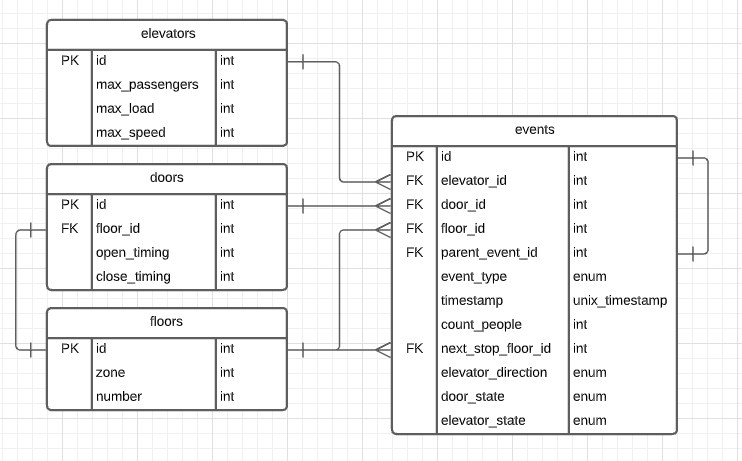 elevators
PK id int
max_passengers int
max_load int
max_speed int
doors
PK id int
FK floor_id int
open_timing int
close_timing int
floors
PK id int
zone int
number int
events
PK id int
FK elevator_id int
FK door_id int
FK floor_id int
FK parent_event_id int
event_type enum
timestamp unix_timestamp
count_people int
FK next_stop_floor_id int
elevator_direction enum
door_state enum
elevator_state enum